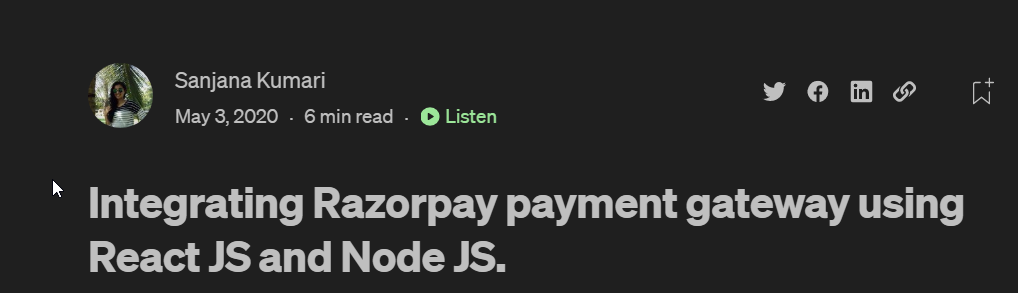 Sanjana Kumari
May 3, 2020 · 6 min read · Listen
Integrating Razorpay payment gateway using
React JS and Node JS.